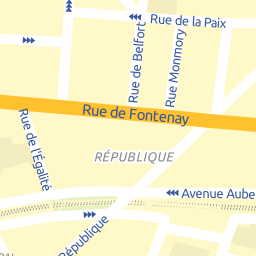 Rue de la Paix
Rue de Belfort
Rue Monmory
Rue de Fontenay
Rue de l'Égalité
RÉPUBLIQUE
Avenue Aube
République